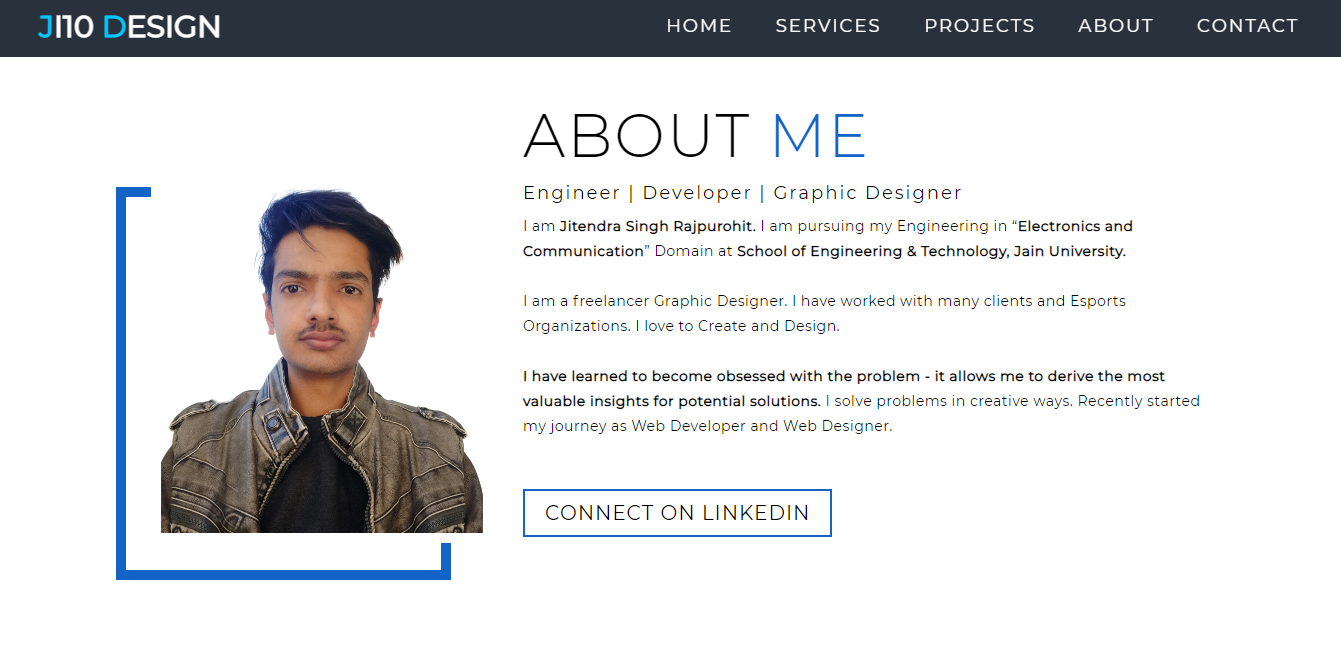 JI10 DESIGN
HOME SERVICES PROJECTS ABOUT CONTACT
ABOUT ME
Engineer | Developer | Graphic Designer
I am Jitendra Singh Rajpurohit. I am pursuing my Engineering in “Electronics and
Communication” Domain at School of Engineering & Technology, Jain University.
I am a freelancer Graphic Designer. I have worked with many clients and Esports
Organizations. I love to Create and Design.
I have learned to become obsessed with the problem - it allows me to derive the most
valuable insights for potential solutions. I solve problems in creative ways. Recently started
my journey as Web Developer and Web Designer.
CONNECT ON LINKEDIN